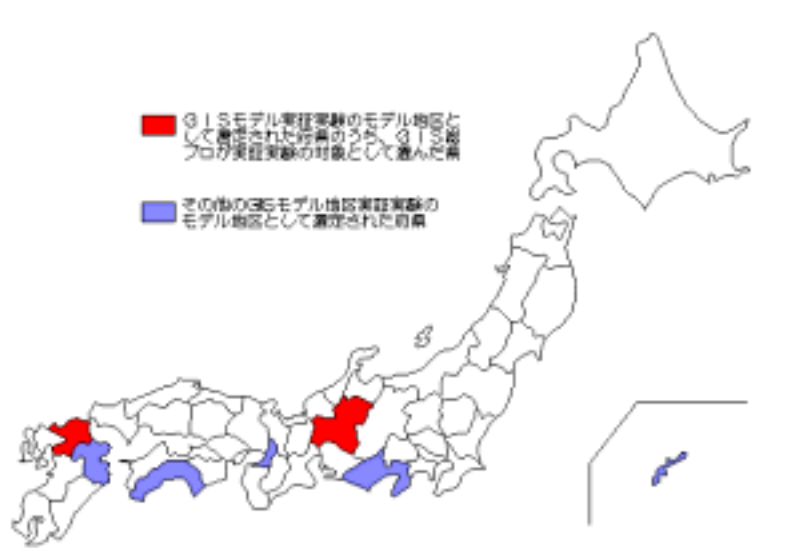 GISモデル実証実験のモデル地区と
して選定された府県のうち、GIS総
プロが実証実験の対象として選んだ県
その他のGISモデル地区実証実験の
モデル地区として選定された府県